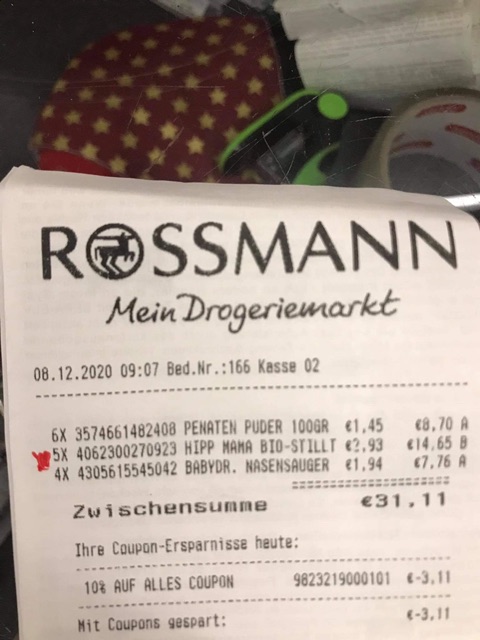 ROSSMANN
Mein Drogeriemarkt
08.12.2020 09:07 Bed.Nr.:166 Kasse 02
6X 3574661482408 PENATEN PUDER 100GR €1,45 €8,70 A
5X 4062300270923 HIPP MAMA BIO-STILLT €2,93 €14,65 B
4X 4305615545042 BABYDR. NASENSAUGER €1,94 €7,76 A
Zwischensumme €31,11
Ihre Coupon-Ersparnisse heute:
10% AUF ALLES COUPON 9823219000101 €-3,11
Mit Coupons gespart: €-3,11